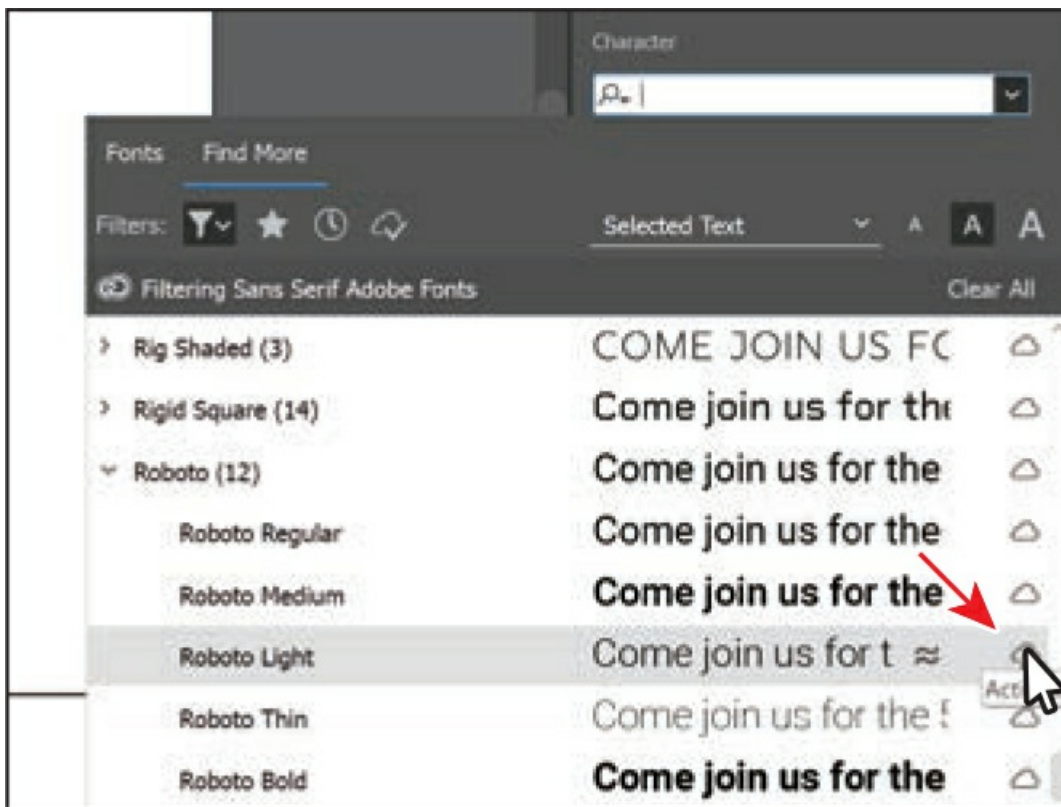 Character
Fonts Find More
Filters: Selected Text A A A
Filtering Sans Serif Adobe Fonts Clear All
Rig Shaded (3) COME JOIN US FO
Rigid Square (14) Come join us for the
Roboto (12) Come join us for the
Roboto Regular Come join us for the
Roboto Medium Come join us for the
Roboto Light Come join us for t ≈
Acti
Roboto Thin Come join us for the 5
Roboto Bold Come join us for the